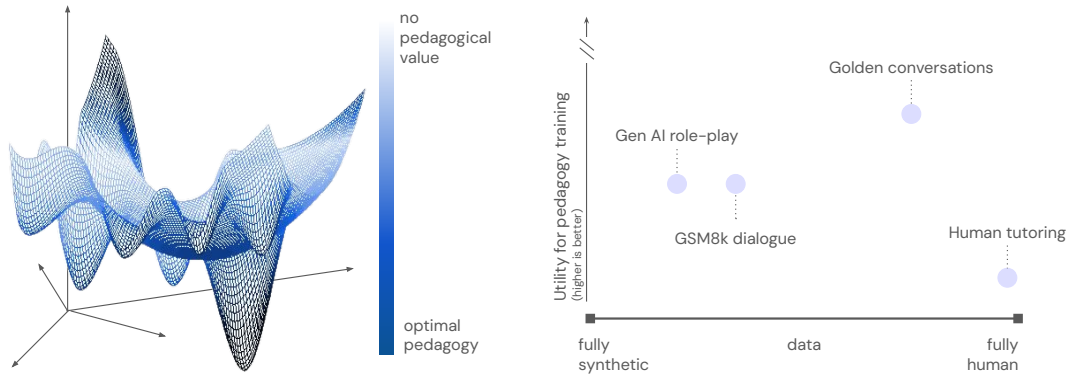 no
pedagogical
value
optimal
pedagogy
Utility for pedagogy training
(higher is better)
Golden conversations
Gen AI role-play
GSM8k dialogue
Human tutoring
fully
synthetic
data
fully
human